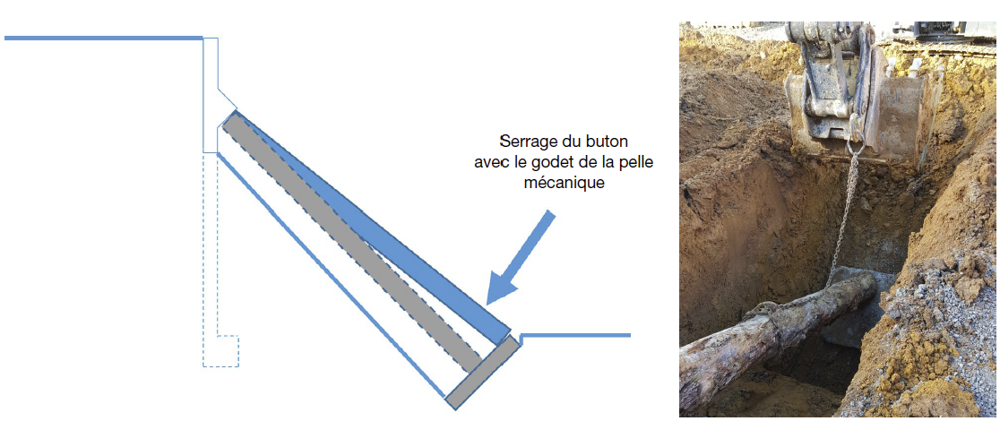 Serrage du buton
avec le godet de la pelle
mécanique